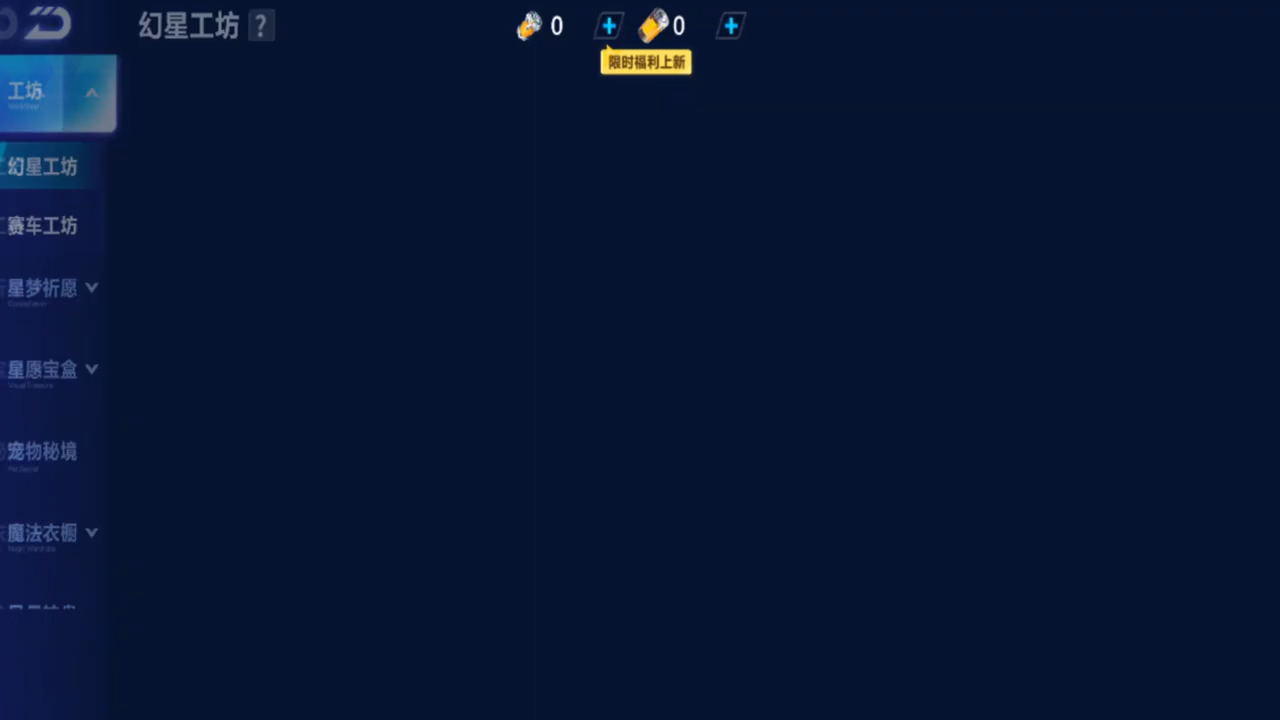 幻星工坊 ?
0
0
限时福利上新
工坊
幻星工坊
赛车工坊
星梦祈愿
星愿宝盒
宠物秘境
魔法衣橱